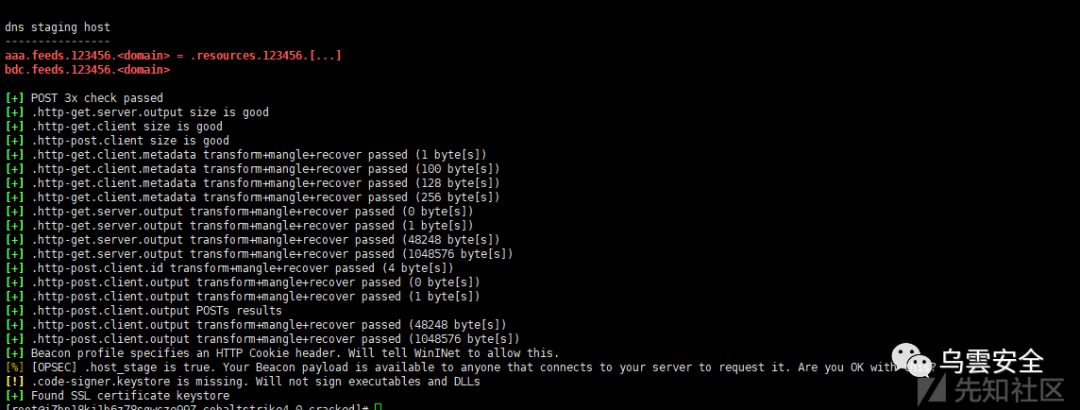 dns staging host
----------------
aaa.feeds.123456.<domain> = .resources.123456.[...]
bdc.feeds.123456.<domain>
[+] POST 3x check passed
[+] .http-get.server.output size is good
[+] .http-get.client size is good
[+] .http-post.client size is good
[+] .http-get.client.metadata transform+mangle+recover passed (1 byte[s])
[+] .http-get.client.metadata transform+mangle+recover passed (100 byte[s])
[+] .http-get.client.metadata transform+mangle+recover passed (128 byte[s])
[+] .http-get.client.metadata transform+mangle+recover passed (256 byte[s])
[+] .http-get.server.output transform+mangle+recover passed (0 byte[s])
[+] .http-get.server.output transform+mangle+recover passed (1 byte[s])
[+] .http-get.server.output transform+mangle+recover passed (48248 byte[s])
[+] .http-get.server.output transform+mangle+recover passed (1048576 byte[s])
[+] .http-post.client.id transform+mangle+recover passed (4 byte[s])
[+] .http-post.client.output transform+mangle+recover passed (0 byte[s])
[+] .http-post.client.output transform+mangle+recover passed (1 byte[s])
[+] .http-post.client.output POSTs results
[+] .http-post.client.output transform+mangle+recover passed (48248 byte[s])
[+] .http-post.client.output transform+mangle+recover passed (1048576 byte[s])
[+] Beacon profile specifies an HTTP Cookie header. Will tell WinINet to allow this.
[%] [OPSEC] .host_stage is true. Your Beacon payload is available to anyone that connects to your server to request it. Are you OK with this?
[!] .code-signer.keystore is missing. Will not sign executables and DLLs
[+] Found SSL certificate keystore
乌雲安全
先知社区